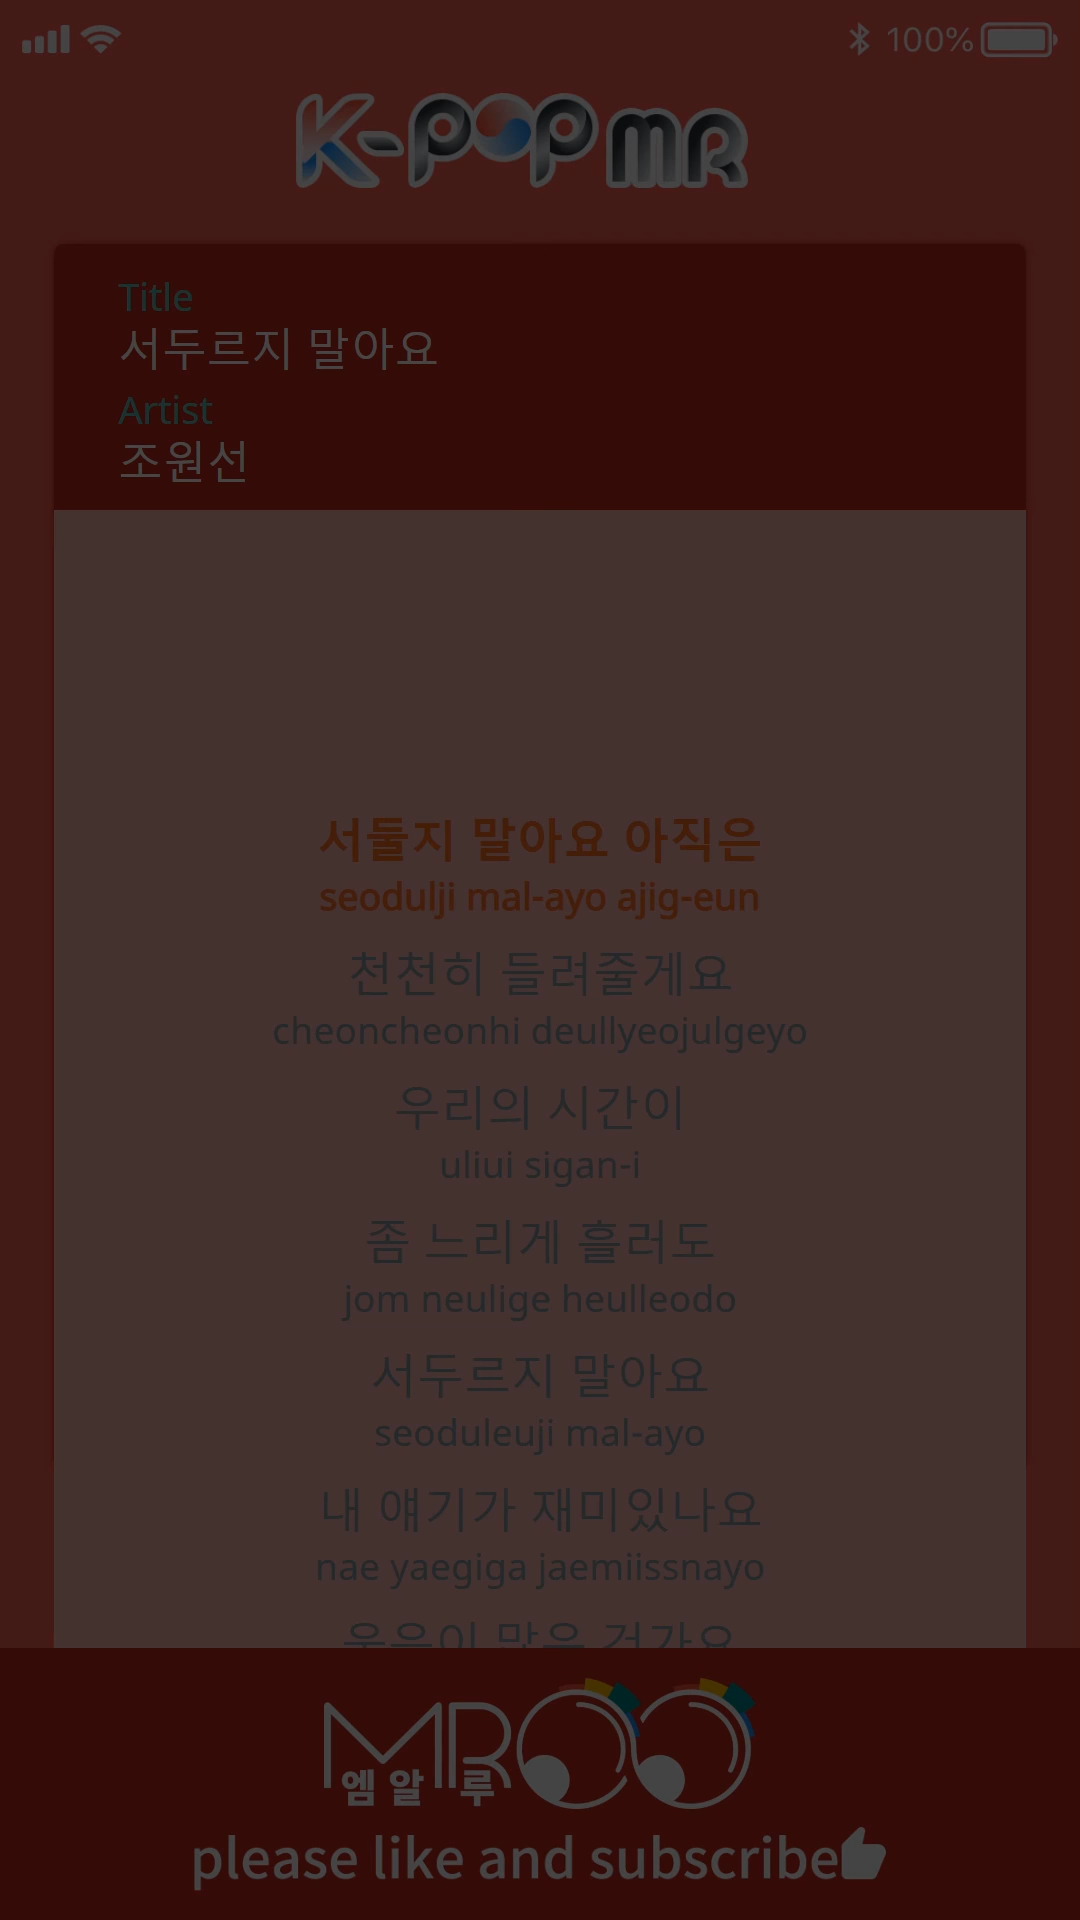 100%
K-POP MR
Title
서두르지 말아요
Artist
조원선
서둘지 말아요 아직은
seodulji mal-ayo ajig-eun
천천히 들려줄게요
cheoncheonhi deullyeojulgeyo
우리의 시간이
uliui sigan-i
좀 느리게 흘러도
jom neulige heulleodo
서두르지 말아요
seoduleuji mal-ayo
내 얘기가 재미있나요
nae yaegiga jaemiissnayo
MROO
엠알루
please like and subscribe